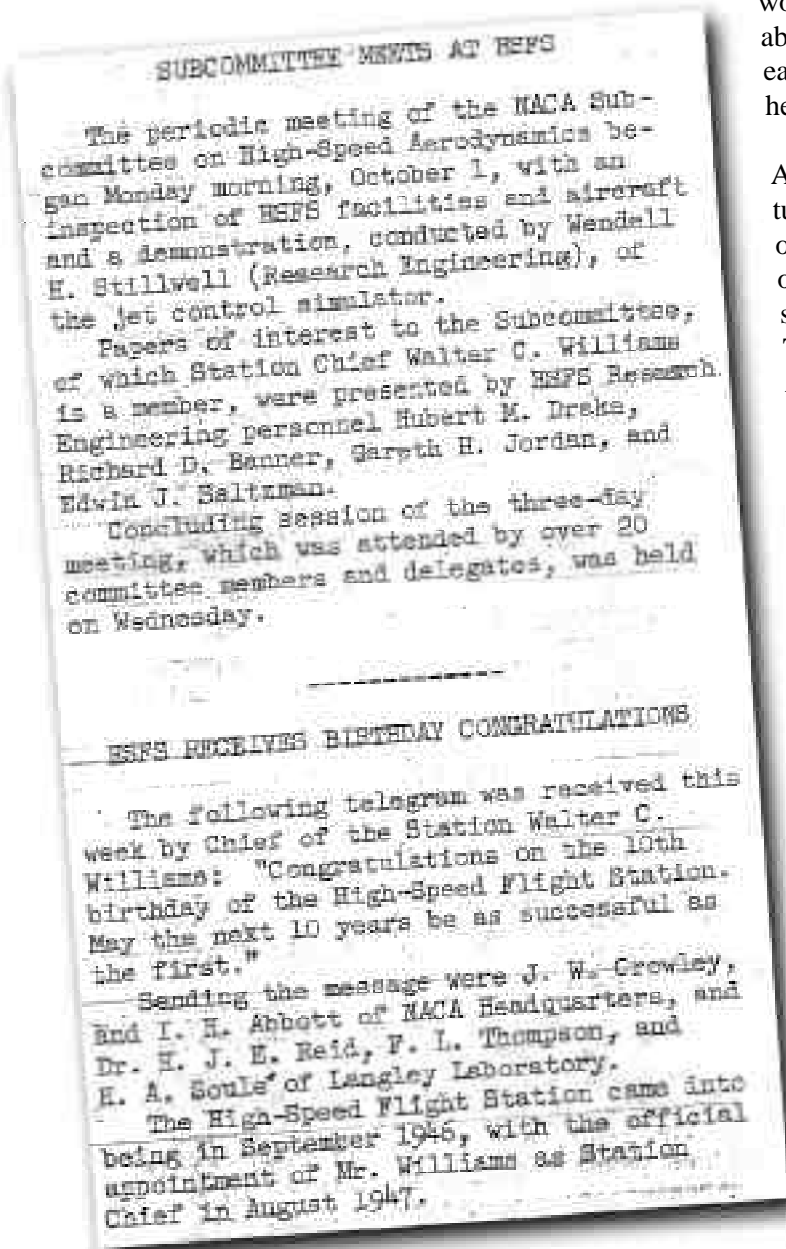 SUBCOMMITTEE MEETS AT HSFS
The periodic meeting of the NACA Sub-
committee on High-Speed Aerodynamics be-
gan Monday morning, October 1, with an
inspection of HSFS facilities and aircraft
and a demonstration, conducted by Wendell
H. Stillwell (Research Engineering), of
the jet control simulator.
Papers of interest to the Subcommittee,
of which Station Chief Walter C. Williams
is a member, were presented by HSFS Research
Engineering personnel Hubert M. Drake,
Richard D. Banner, Gareth H. Jordan, and
Edwin J. Saltzman.
Concluding session of the three-day
meeting, which was attended by over 20
committee members and delegates, was held
on Wednesday.
-------------
HSFS RECEIVES BIRTHDAY CONGRATULATIONS
The following telegram was received this
week by Chief of the Station Walter C.
Williams: "Congratulations on the 10th
birthday of the High-Speed Flight Station.
May the next 10 years be as successful as
the first."
Sending the message were J. W. Crowley,
and I. H. Abbott of NACA Headquarters, and
Dr. H. J. E. Reid, F. L. Thompson, and
H. A. Soule' of Langley Laboratory.
The High-Speed Flight Station came into
being in September 1946, with the official
appointment of Mr. Williams as Station
Chief in August 1947.
wo
ab
ea
he
A
tu
o
s